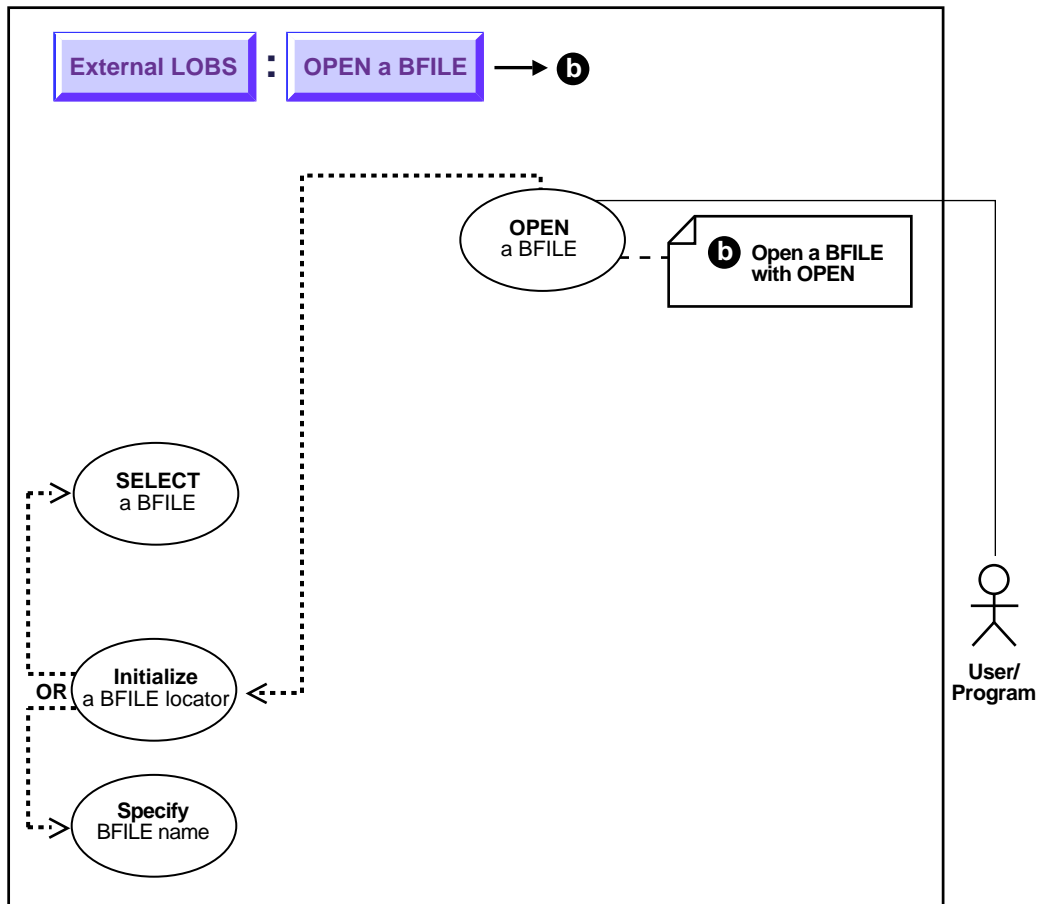 External LOBS : OPEN a BFILE b
OPEN
a BFILE
b Open a BFILE
with OPEN
SELECT
a BFILE
Initialize
OR a BFILE locator
User/
Program
Specify
BFILE name